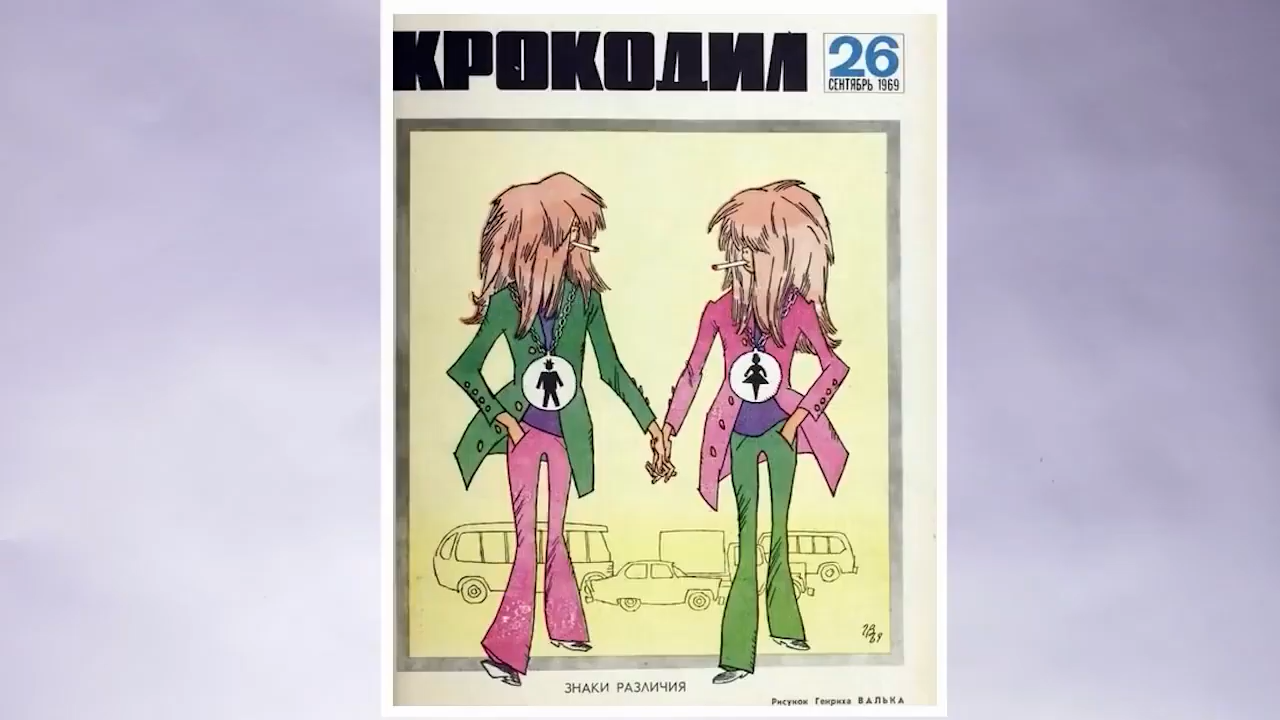 КРОКОДИЛ
26
СЕНТЯБРЬ 1969
ЗНАКИ РАЗЛИЧИЯ
Рисунок Генриха ВАЛЬКА